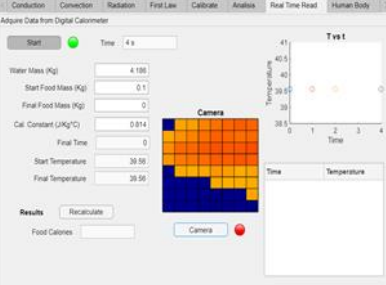 Conduction Convection Radiation First Law Calibrate Analisis Real Time Read Human Body
Adquire Data from Digital Calorimeter
Start Time 4 s
Water Mass (Kg) 4.186
Start Food Mass (Kg) 0.1
Final Food Mass (Kg) 0
Cal. Constant (J/Kg°C) 0.814
Final Time 0
Start Temperature 39.56
Final Temperature 39.56
Results Recalculate
Food Calories
Camera
Camera
T vs t
Temperature
41
40.5
40
39.5
39
38.5
0 1 2 3 4
Time
Time Temperature